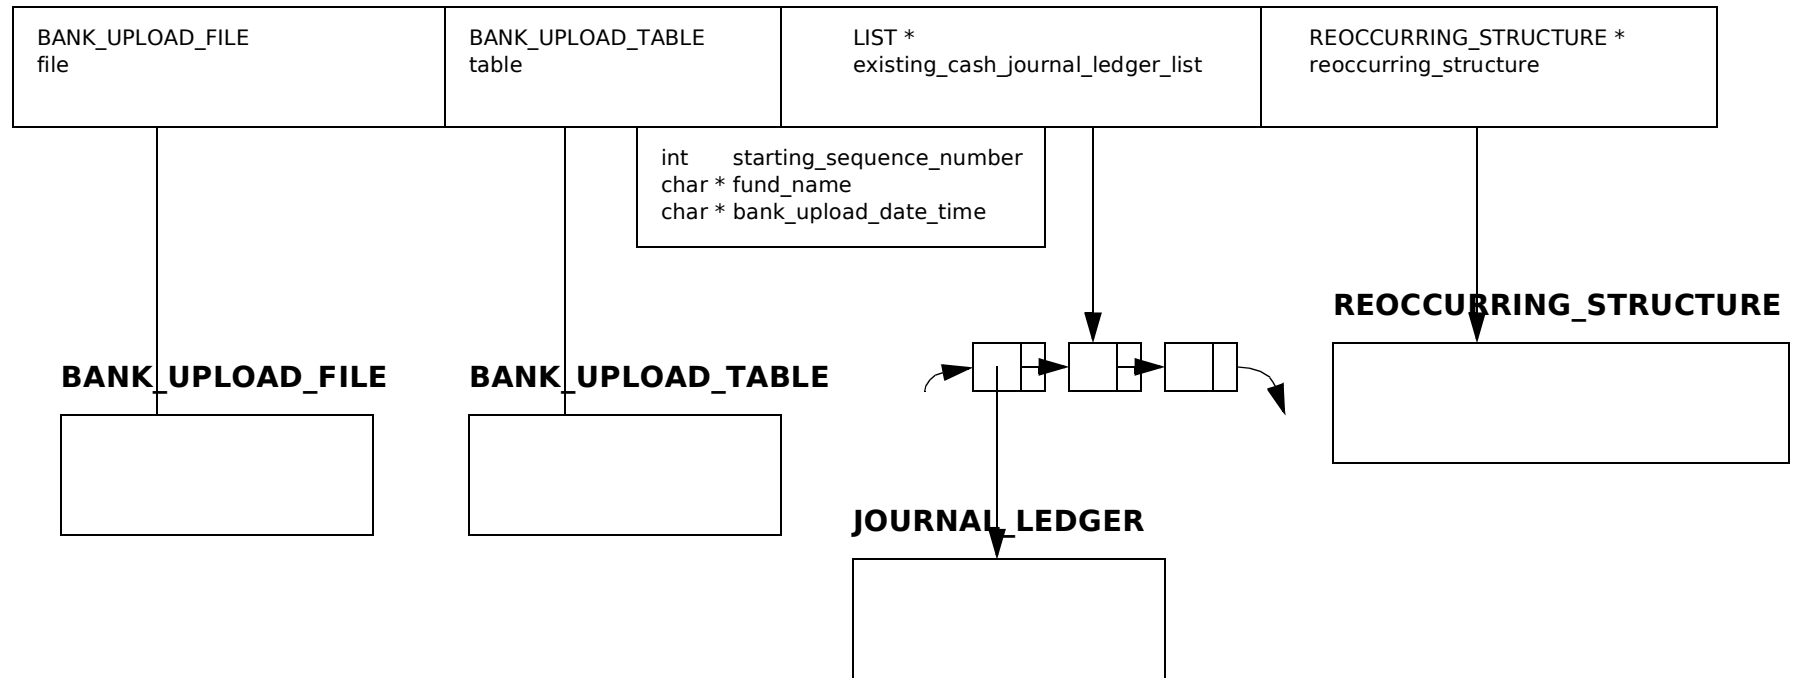 BANK_UPLOAD_FILE
file
BANK_UPLOAD_TABLE
table
LIST *
existing_cash_journal_ledger_list
REOCCURRING_STRUCTURE *
reoccurring_structure
int starting_sequence_number
char * fund_name
char * bank_upload_date_time
REOCCURRING_STRUCTURE
BANK_UPLOAD_FILE
BANK_UPLOAD_TABLE
JOURNAL_LEDGER